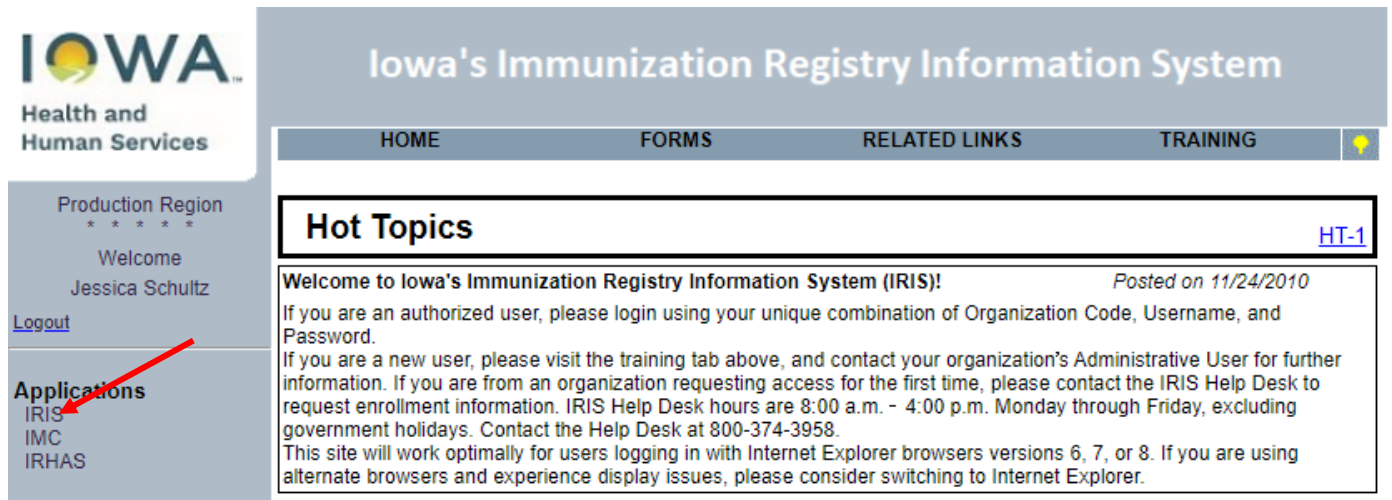 IOWA™
Health and
Human Services
Iowa's Immunization Registry Information System
HOME FORMS RELATED LINKS TRAINING
Production Region
* * * * *
Welcome
Jessica Schultz
Logout
Applications
IRIS
IMC
IRHAS
Hot Topics
HT-1
Welcome to Iowa's Immunization Registry Information System (IRIS)! Posted on 11/24/2010
If you are an authorized user, please login using your unique combination of Organization Code, Username, and
Password.
If you are a new user, please visit the training tab above, and contact your organization's Administrative User for further
information. If you are from an organization requesting access for the first time, please contact the IRIS Help Desk to
request enrollment information. IRIS Help Desk hours are 8:00 a.m. - 4:00 p.m. Monday through Friday, excluding
government holidays. Contact the Help Desk at 800-374-3958.
This site will work optimally for users logging in with Internet Explorer browsers versions 6, 7, or 8. If you are using
alternate browsers and experience display issues, please consider switching to Internet Explorer.